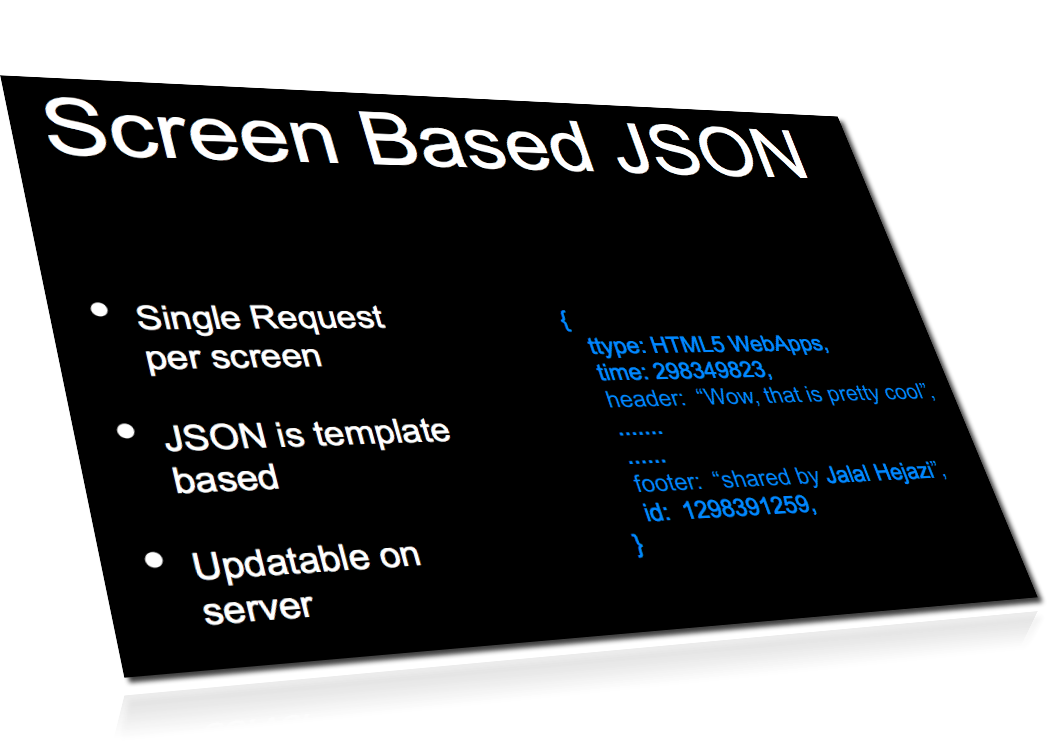 Screen Based JSON
• Single Request
per screen
• JSON is template
based
• Updatable on
server
{
ttype: HTML5 WebApps,
time: 298349823,
header: “Wow, that is pretty cool”,
.......
......
footer: “shared by Jalal Hejazi”,
id: 1298391259,
}